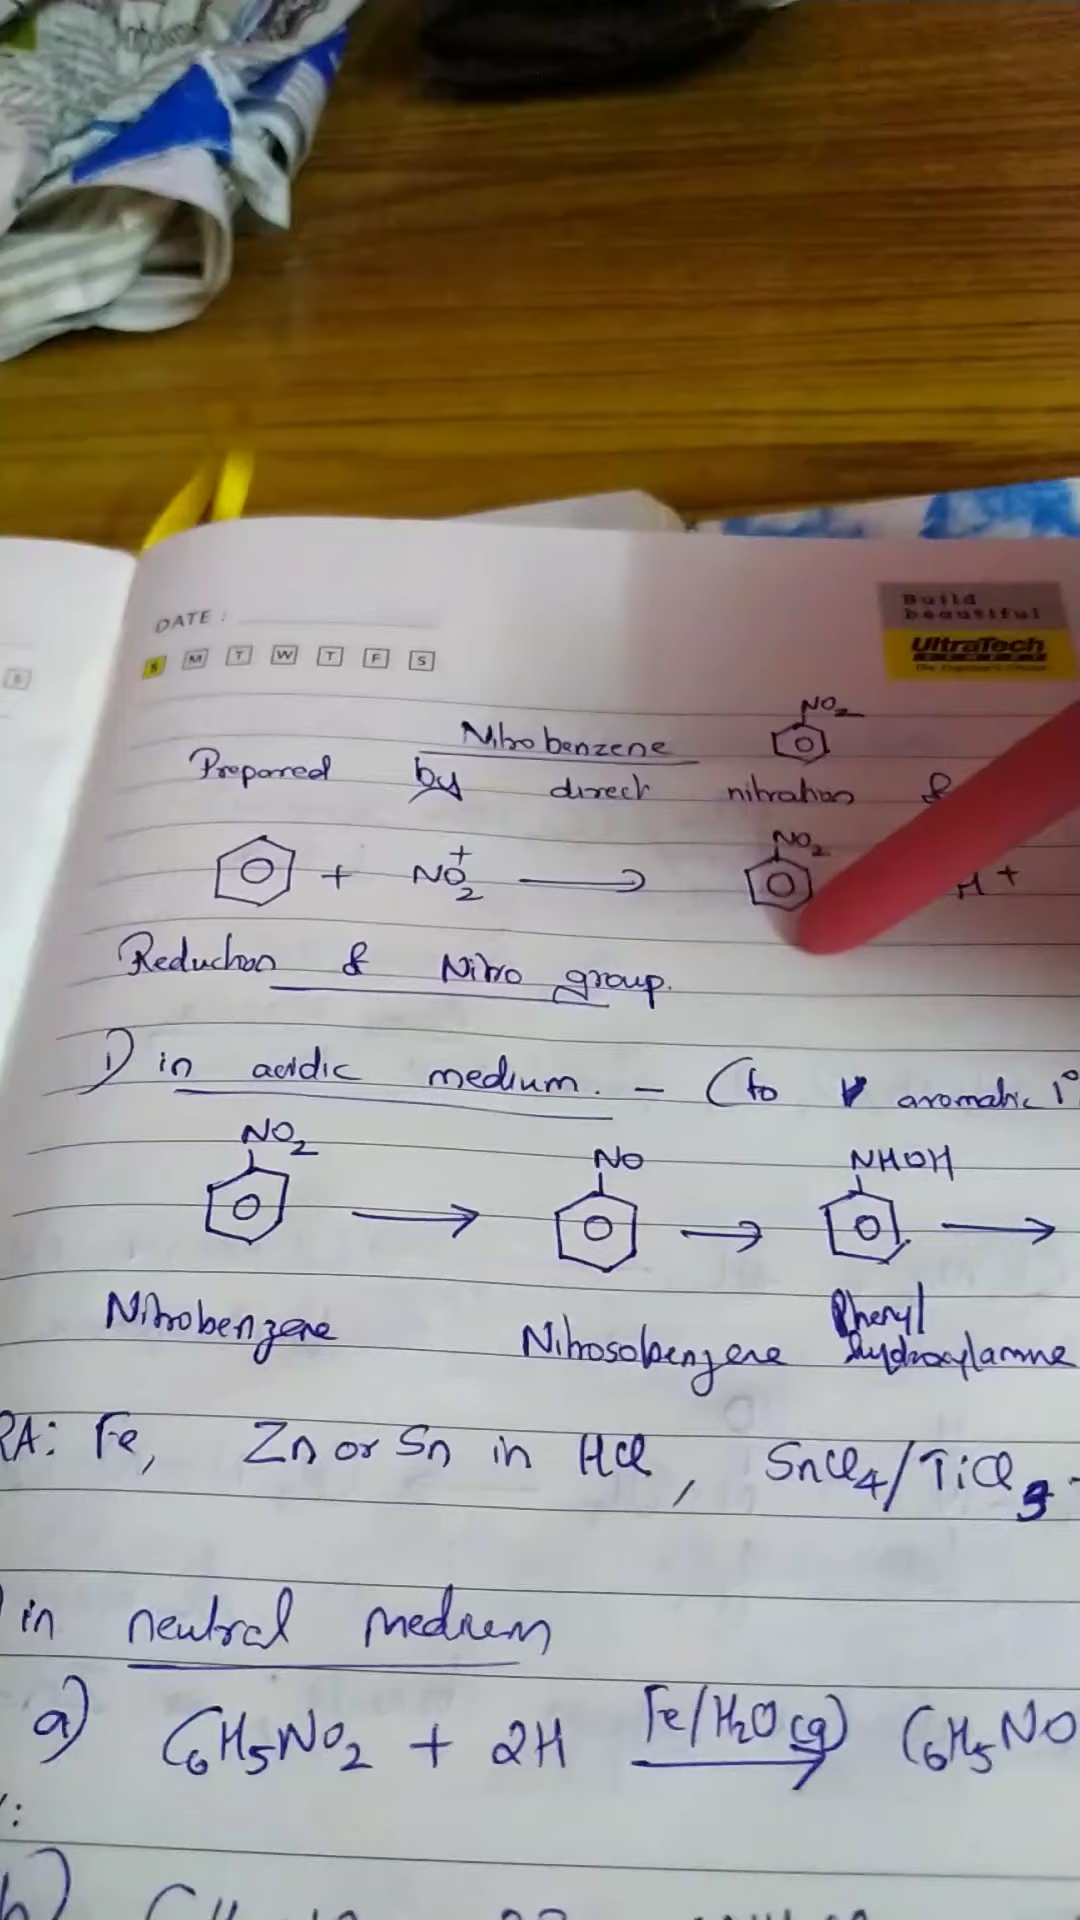 DATE :
S M T W T F S
Build beautiful
UltraTech
Nitrobenzene NO2
Prepared by direct nitration of
+ NO2+ → NO2 H+
Reduction of Nitro group.
1) in acidic medium. - (to aromatic 1°
NO2 → NO → NHOH →
Nitrobenzene Nitrosobenzene Phenyl hydroxylamine
RA: Fe, Zn or Sn in HCl, SnCl4/TiCl3
in neutral medium
a) C6H5NO2 + 2H Fe/H2O(g) → C6H5NO
b)